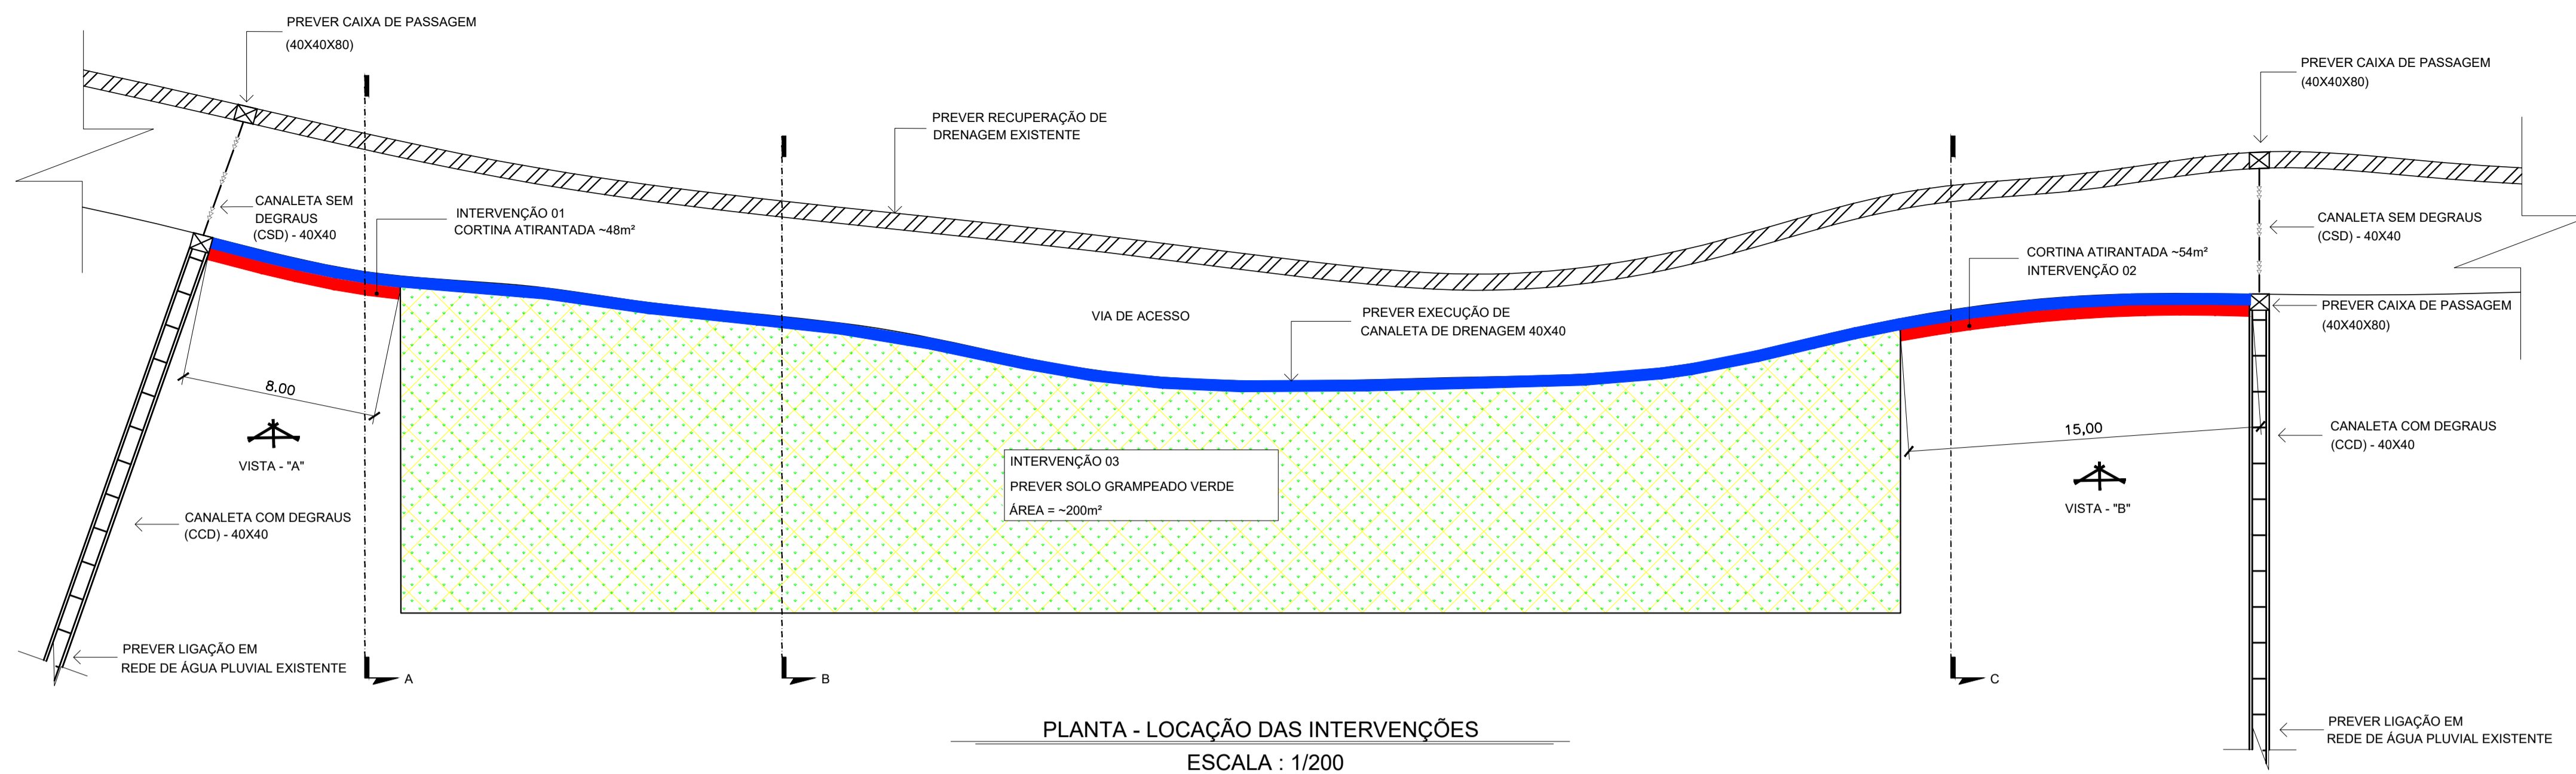 PREVER CAIXA DE PASSAGEM
(40X40X80)
PREVER CAIXA DE PASSAGEM
(40X40X80)
PREVER RECUPERAÇÃO DE
DRENAGEM EXISTENTE
CANALETA SEM
DEGRAUS
(CSD) - 40X40
INTERVENÇÃO 01
CORTINA ATIRANTADA ~48m²
CANALETA SEM DEGRAUS
(CSD) - 40X40
CORTINA ATIRANTADA ~54m²
INTERVENÇÃO 02
VIA DE ACESSO
PREVER EXECUÇÃO DE
CANALETA DE DRENAGEM 40X40
PREVER CAIXA DE PASSAGEM
(40X40X80)
8.00
15,00
VISTA - "A"
CANALETA COM DEGRAUS
(CCD) - 40X40
INTERVENÇÃO 03
PREVER SOLO GRAMPEADO VERDE
ÁREA = ~200m²
VISTA - "B"
CANALETA COM DEGRAUS
(CCD) - 40X40
PREVER LIGAÇÃO EM
REDE DE ÁGUA PLUVIAL EXISTENTE
A
B
C
PREVER LIGAÇÃO EM
REDE DE ÁGUA PLUVIAL EXISTENTE
PLANTA - LOCAÇÃO DAS INTERVENÇÕES
ESCALA : 1/200